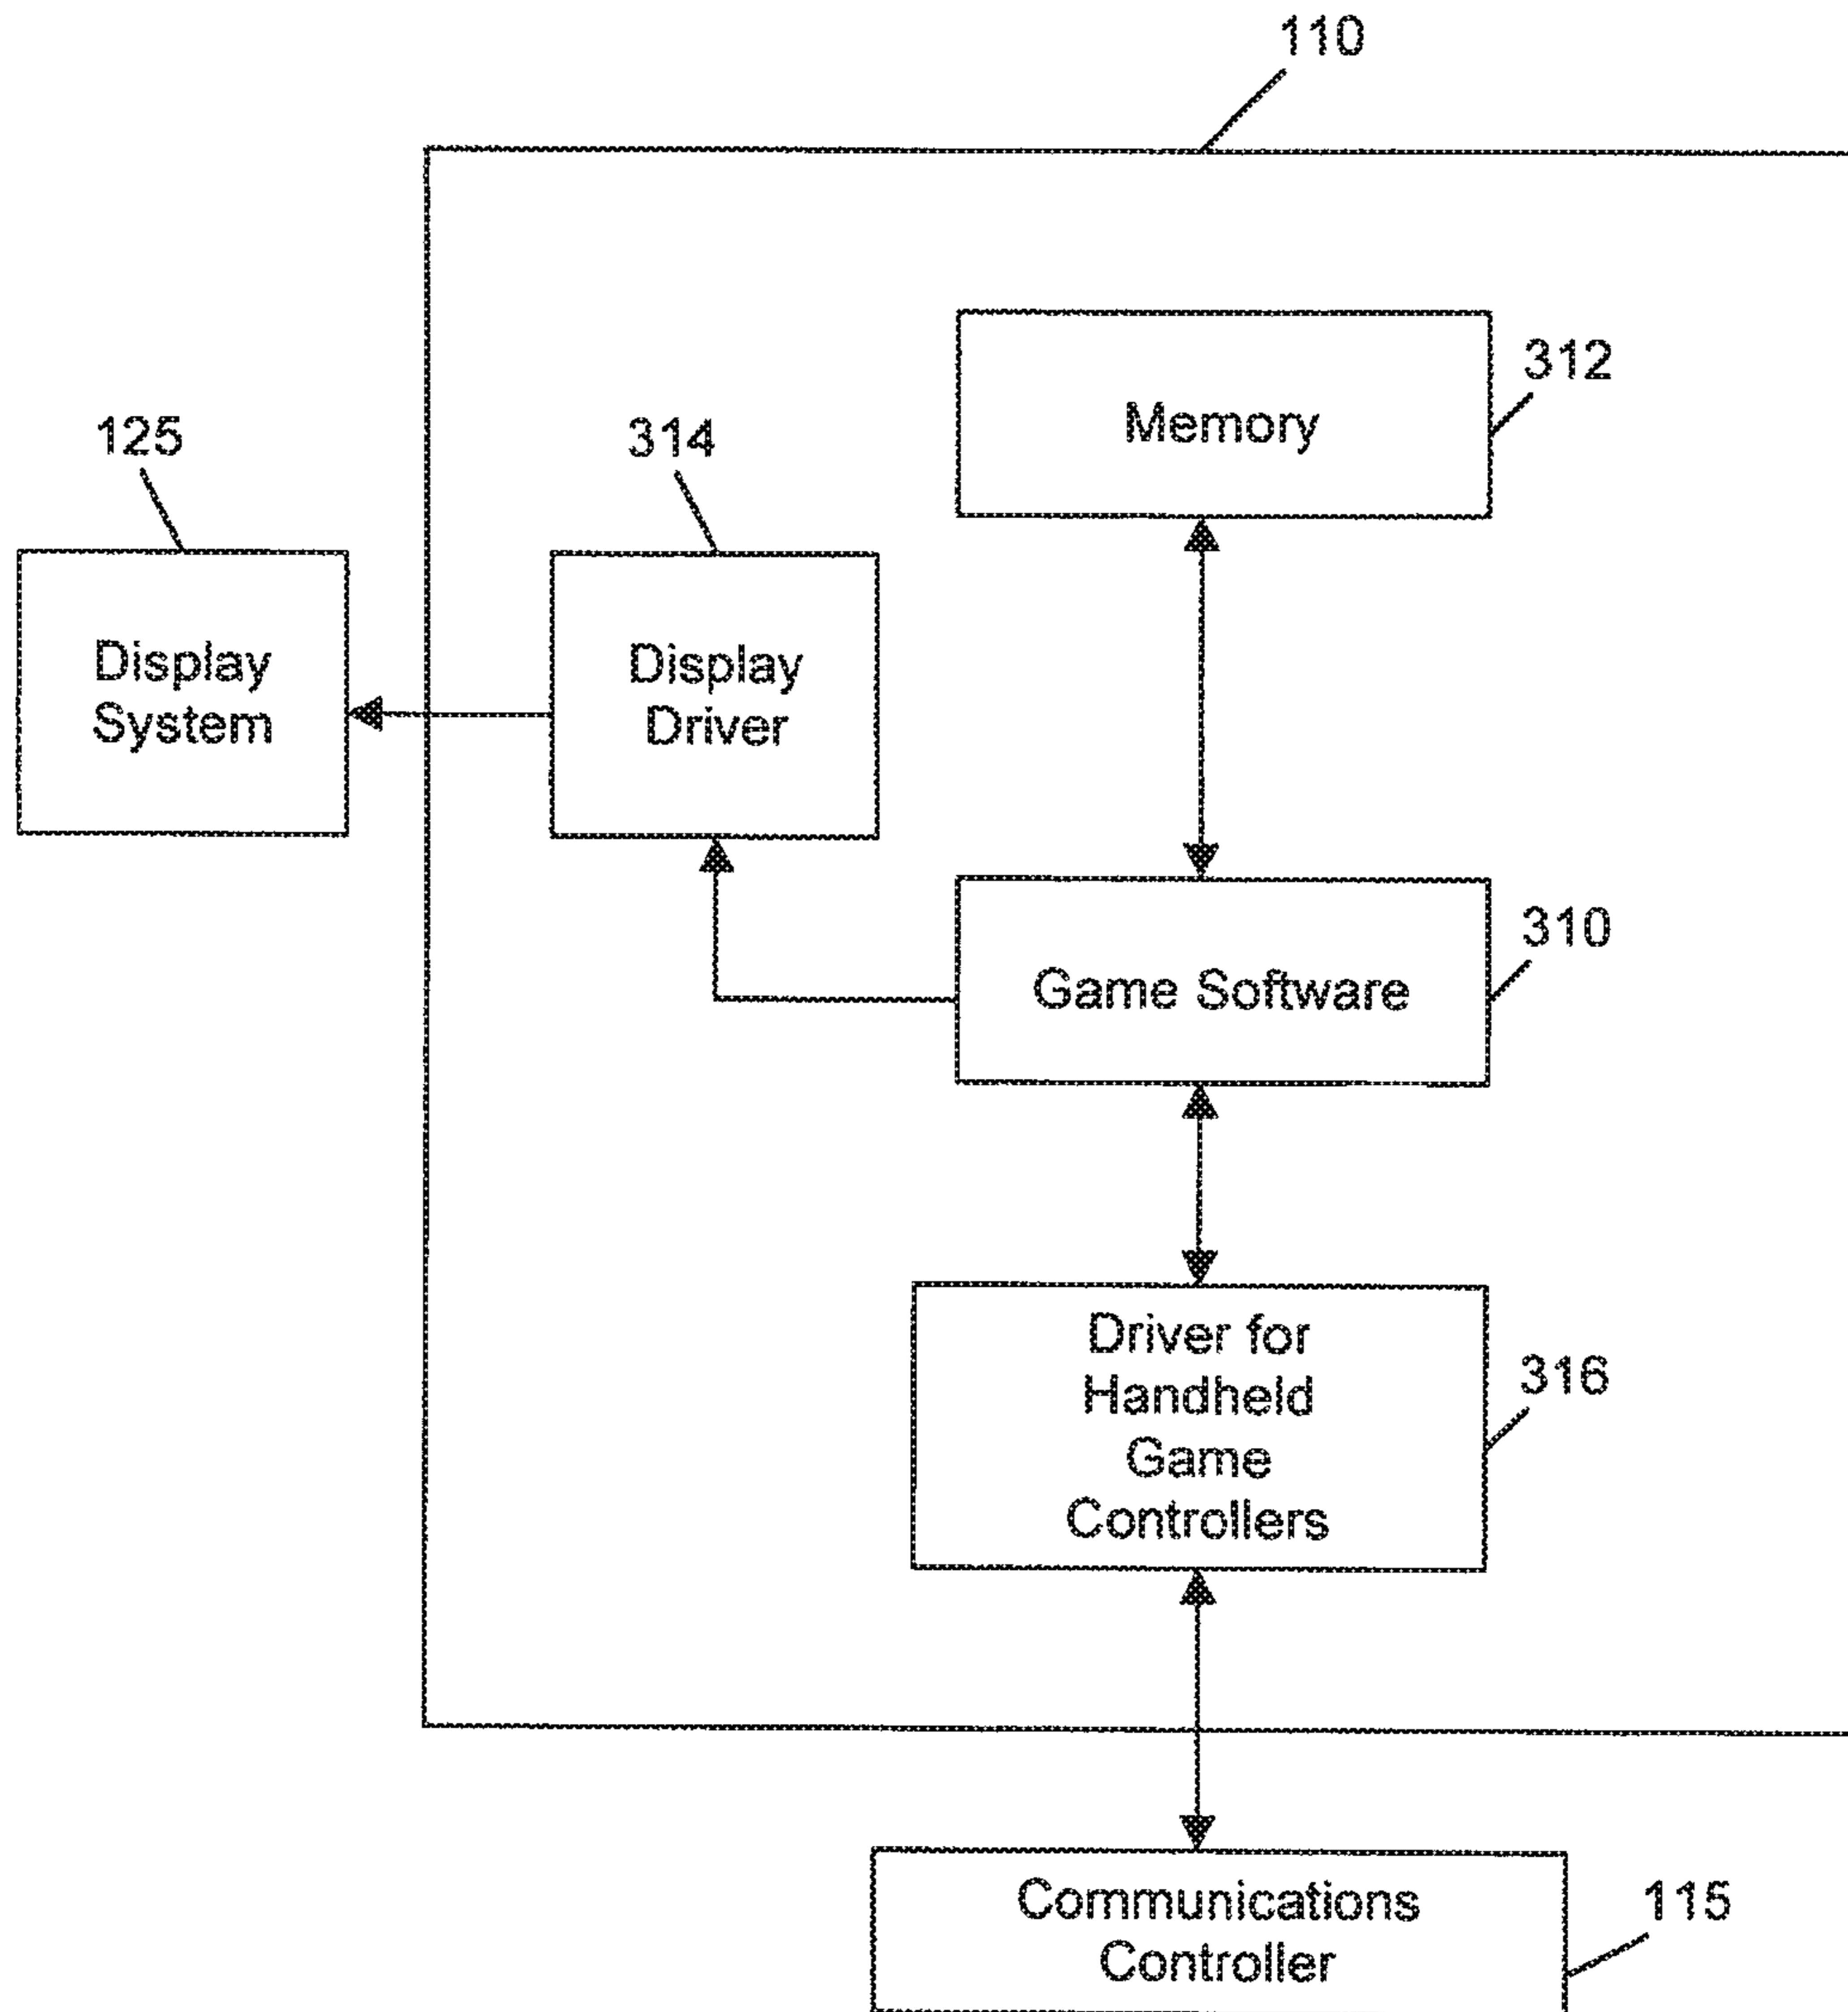 110
312
Memory
125
314
Display
System
Display
Driver
310
Game Software
Driver for
Handheld
Game
Controllers
316
Communications
Controller
115